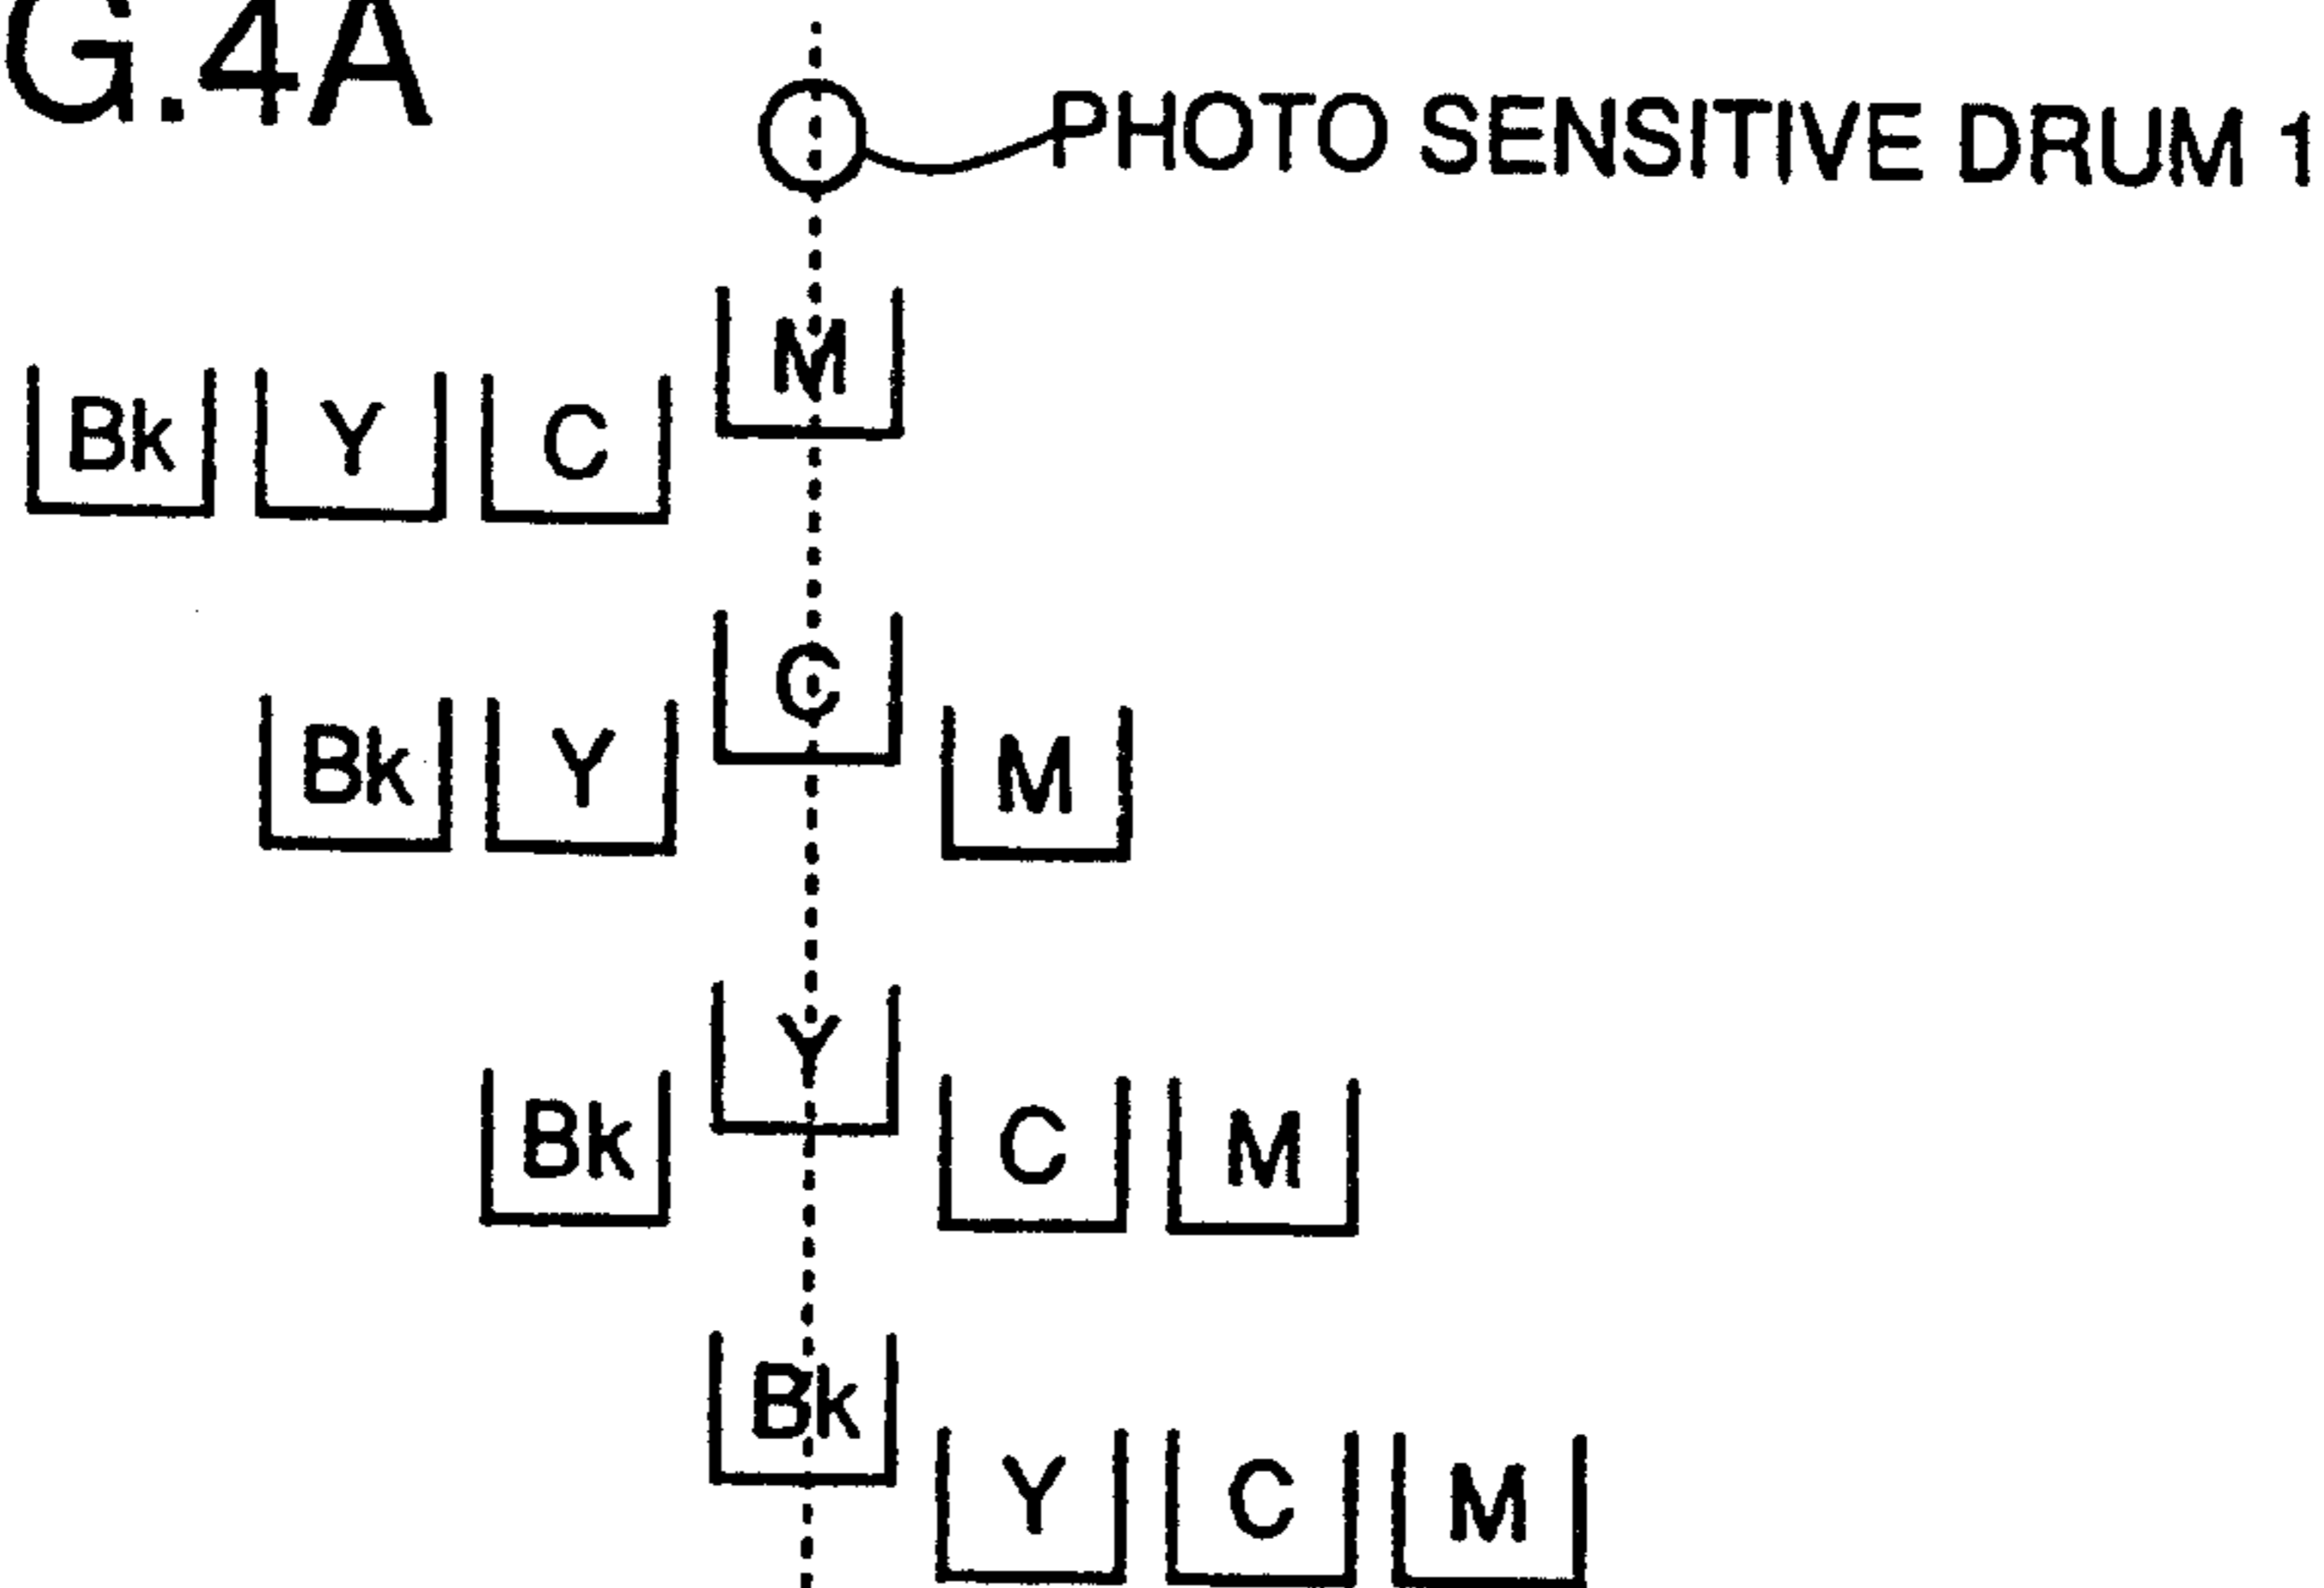 G.4A
PHOTO SENSITIVE DRUM 1
M
Bk Y C
C
Bk Y M
Y
Bk C M
Bk
Y C M